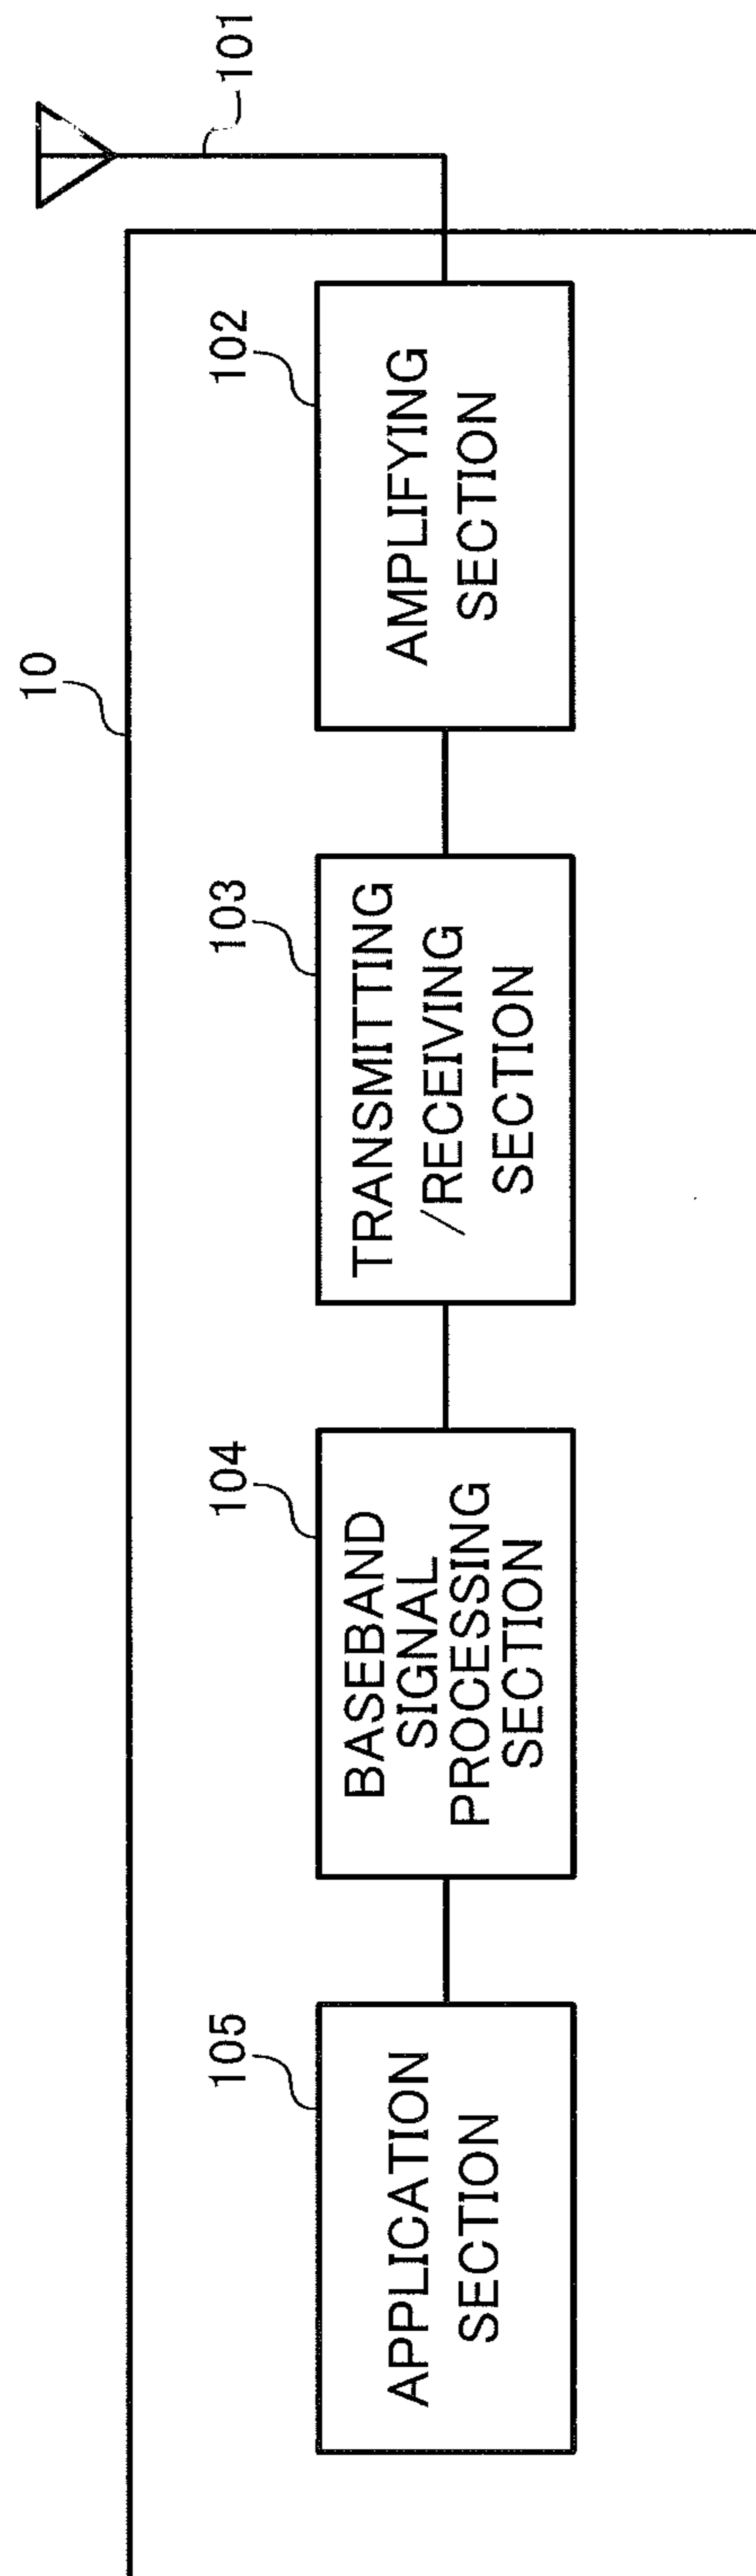 10
101
105
APPLICATION
SECTION
104
BASEBAND
SIGNAL
PROCESSING
SECTION
103
TRANSMITTING
/RECEIVING
SECTION
102
AMPLIFYING
SECTION